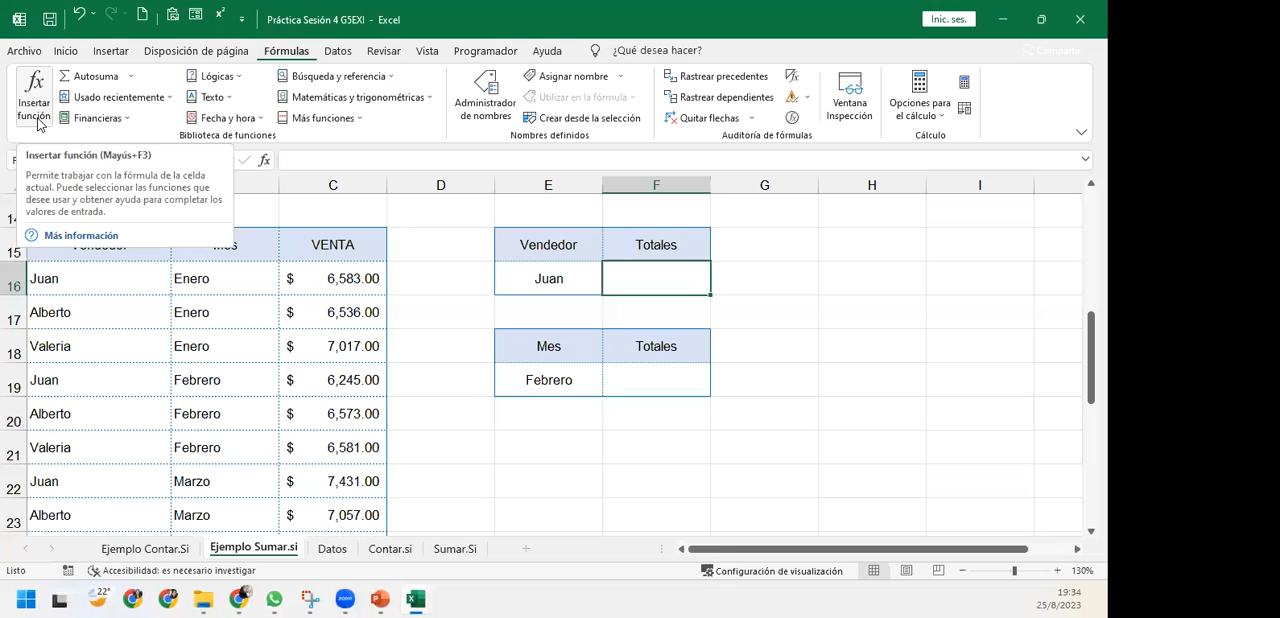 Práctica Sesión 4 G5EXI - Excel
Inic. ses.
Archivo Inicio Insertar Disposición de página Fórmulas Datos Revisar Vista Programador Ayuda ¿Qué desea hacer?
Insertar función
Autosuma
Usado recientemente
Financieras
Lógicas
Texto
Fecha y hora
Búsqueda y referencia
Matemáticas y trigonométricas
Más funciones
Biblioteca de funciones
Administrador de nombres
Asignar nombre
Utilizar en la fórmula
Crear desde la selección
Nombres definidos
Rastrear precedentes
Rastrear dependientes
Quitar flechas
Auditoría de fórmulas
Ventana Inspección
Opciones para el cálculo
Cálculo
Insertar función (Mayús+F3)
Permite trabajar con la fórmula de la celda
actual. Puede seleccionar las funciones que
desee usar y obtener ayuda para completar los
valores de entrada.
Más información
fx
C D E F G H I
14
15 VENTA Vendedor Totales
16 Juan Enero $ 6,583.00 Juan
17 Alberto Enero $ 6,536.00
18 Valeria Enero $ 7,017.00 Mes Totales
19 Juan Febrero $ 6,245.00 Febrero
20 Alberto Febrero $ 6,573.00
21 Valeria Febrero $ 6,581.00
22 Juan Marzo $ 7,431.00
23 Alberto Marzo $ 7,057.00
Ejemplo Contar.Si Ejemplo Sumar.si Datos Contar.si Sumar.Si
Listo Accesibilidad: es necesario investigar Configuración de visualización 130%
22°
zoom
19:34
25/8/2023